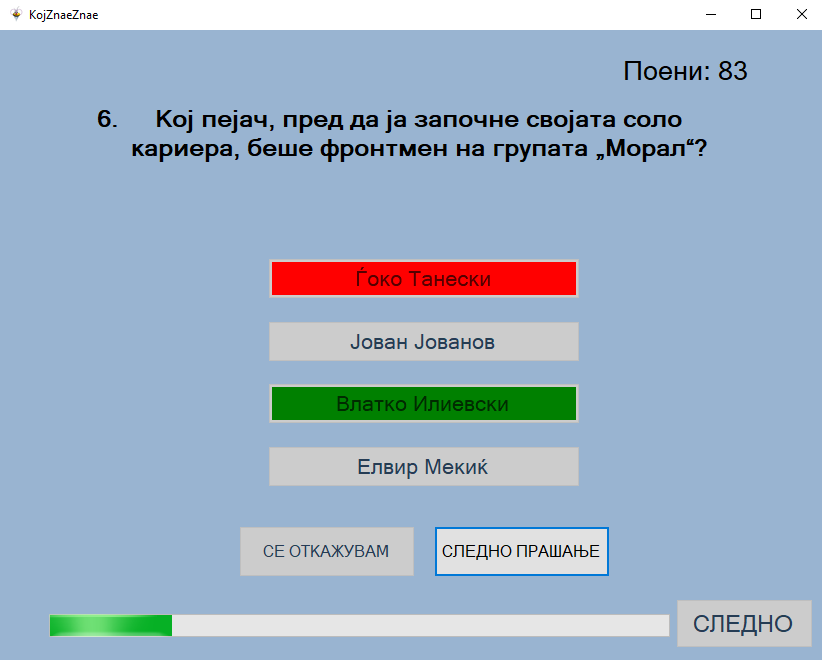 KojZnaeZnae
Поени: 83
6. Кој пејач, пред да ја започне својата соло
кариера, беше фронтмен на групата „Морал“?
Ѓоко Танески
Јован Јованов
Влатко Илиевски
Елвир Мекиќ
СЕ ОТКАЖУВАМ
СЛЕДНО ПРАШАЊЕ
СЛЕДНО